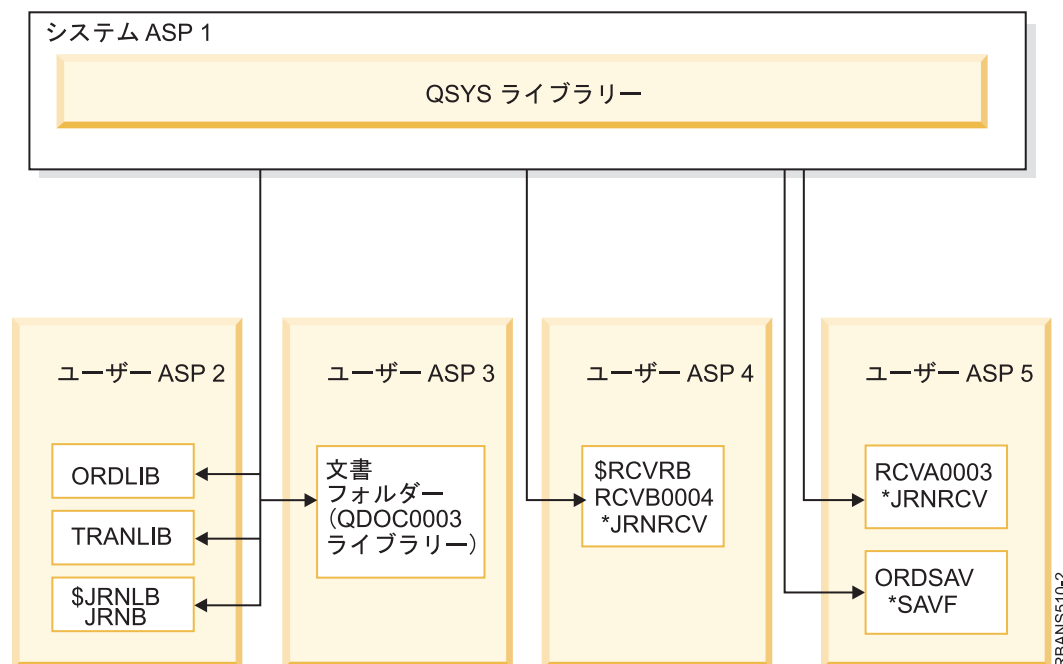 システム ASP 1
QSYS ライブラリー
ユーザー ASP 2
ORDLIB
TRANLIB
$JRNLB
JRNB
ユーザー ASP 3
文書
フォルダー
(QDOC0003
ライブラリー)
ユーザー ASP 4
$RCVRB
RCVB0004
*JRNRCV
ユーザー ASP 5
RCVA0003
*JRNRCV
ORDSAV
*SAVF
RBANS510-2